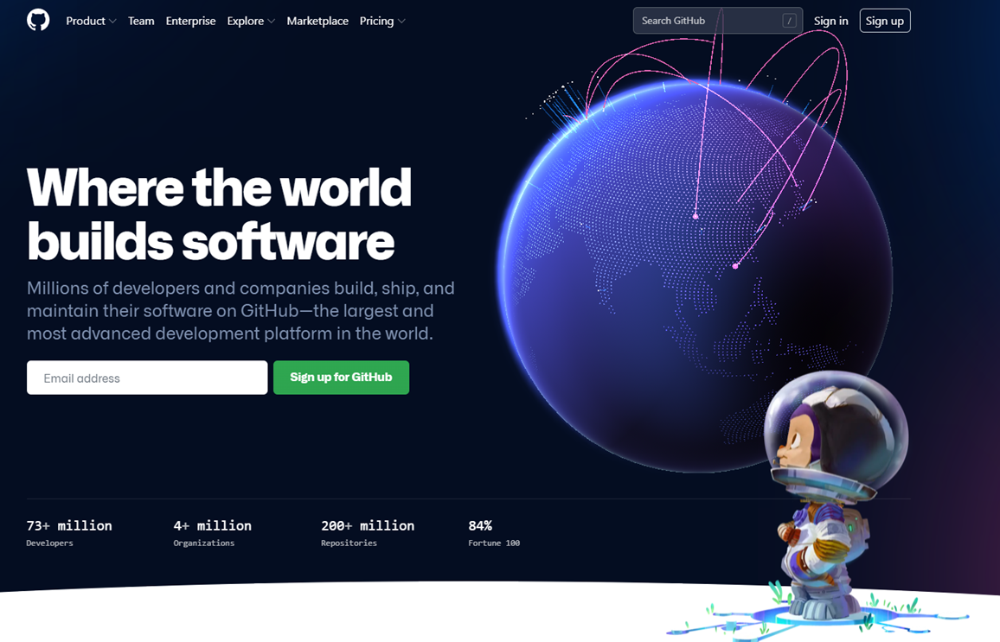 Product Team Enterprise Explore Marketplace Pricing Search GitHub / Sign in Sign up
Where the world
builds software
Millions of developers and companies build, ship, and
maintain their software on GitHub—the largest and
most advanced development platform in the world.
Email address Sign up for GitHub
73+ million 4+ million 200+ million 84%
Developers Organizations Repositories Fortune 100